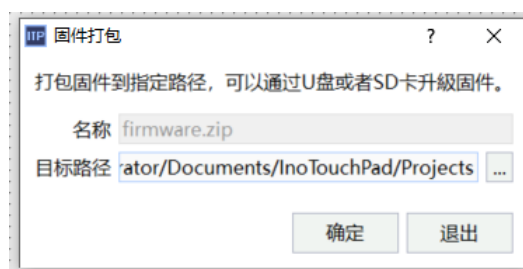 ITP 固件打包 ? ×
打包固件到指定路径，可以通过U盘或者SD卡升級固件。
名称 firmware.zip
目标路径 rator/Documents/InoTouchPad/Projects ...
确定 退出